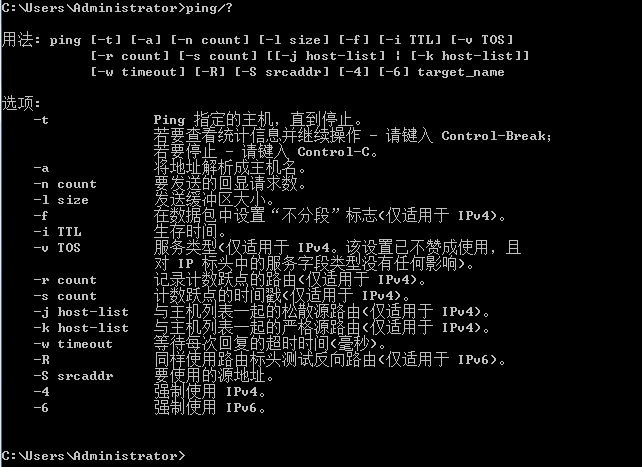 C:\Users\Administrator>ping/?
用法: ping [-t] [-a] [-n count] [-l size] [-f] [-i TTL] [-v TOS]
[-r count] [-s count] [[-j host-list] | [-k host-list]]
[-w timeout] [-R] [-S srcaddr] [-4] [-6] target_name
选项:
-t Ping 指定的主机，直到停止。
若要查看统计信息并继续操作 - 请键入 Control-Break;
若要停止 - 请键入 Control-C。
-a 将地址解析成主机名。
-n count 要发送的回显请求数。
-l size 发送缓冲区大小。
-f 在数据包中设置“不分段”标志(仅适用于 IPv4)。
-i TTL 生存时间。
-v TOS 服务类型(仅适用于 IPv4。该设置已不赞成使用，且
对 IP 标头中的服务字段类型没有任何影响)。
-r count 记录计数跃点的路由(仅适用于 IPv4)。
-s count 计数跃点的时间戳(仅适用于 IPv4)。
-j host-list 与主机列表一起的松散源路由(仅适用于 IPv4)。
-k host-list 与主机列表一起的严格源路由(仅适用于 IPv4)。
-w timeout 等待每次回复的超时时间(毫秒)。
-R 同样使用路由标头测试反向路由(仅适用于 IPv6)。
-S srcaddr 要使用的源地址。
-4 强制使用 IPv4。
-6 强制使用 IPv6。
C:\Users\Administrator>